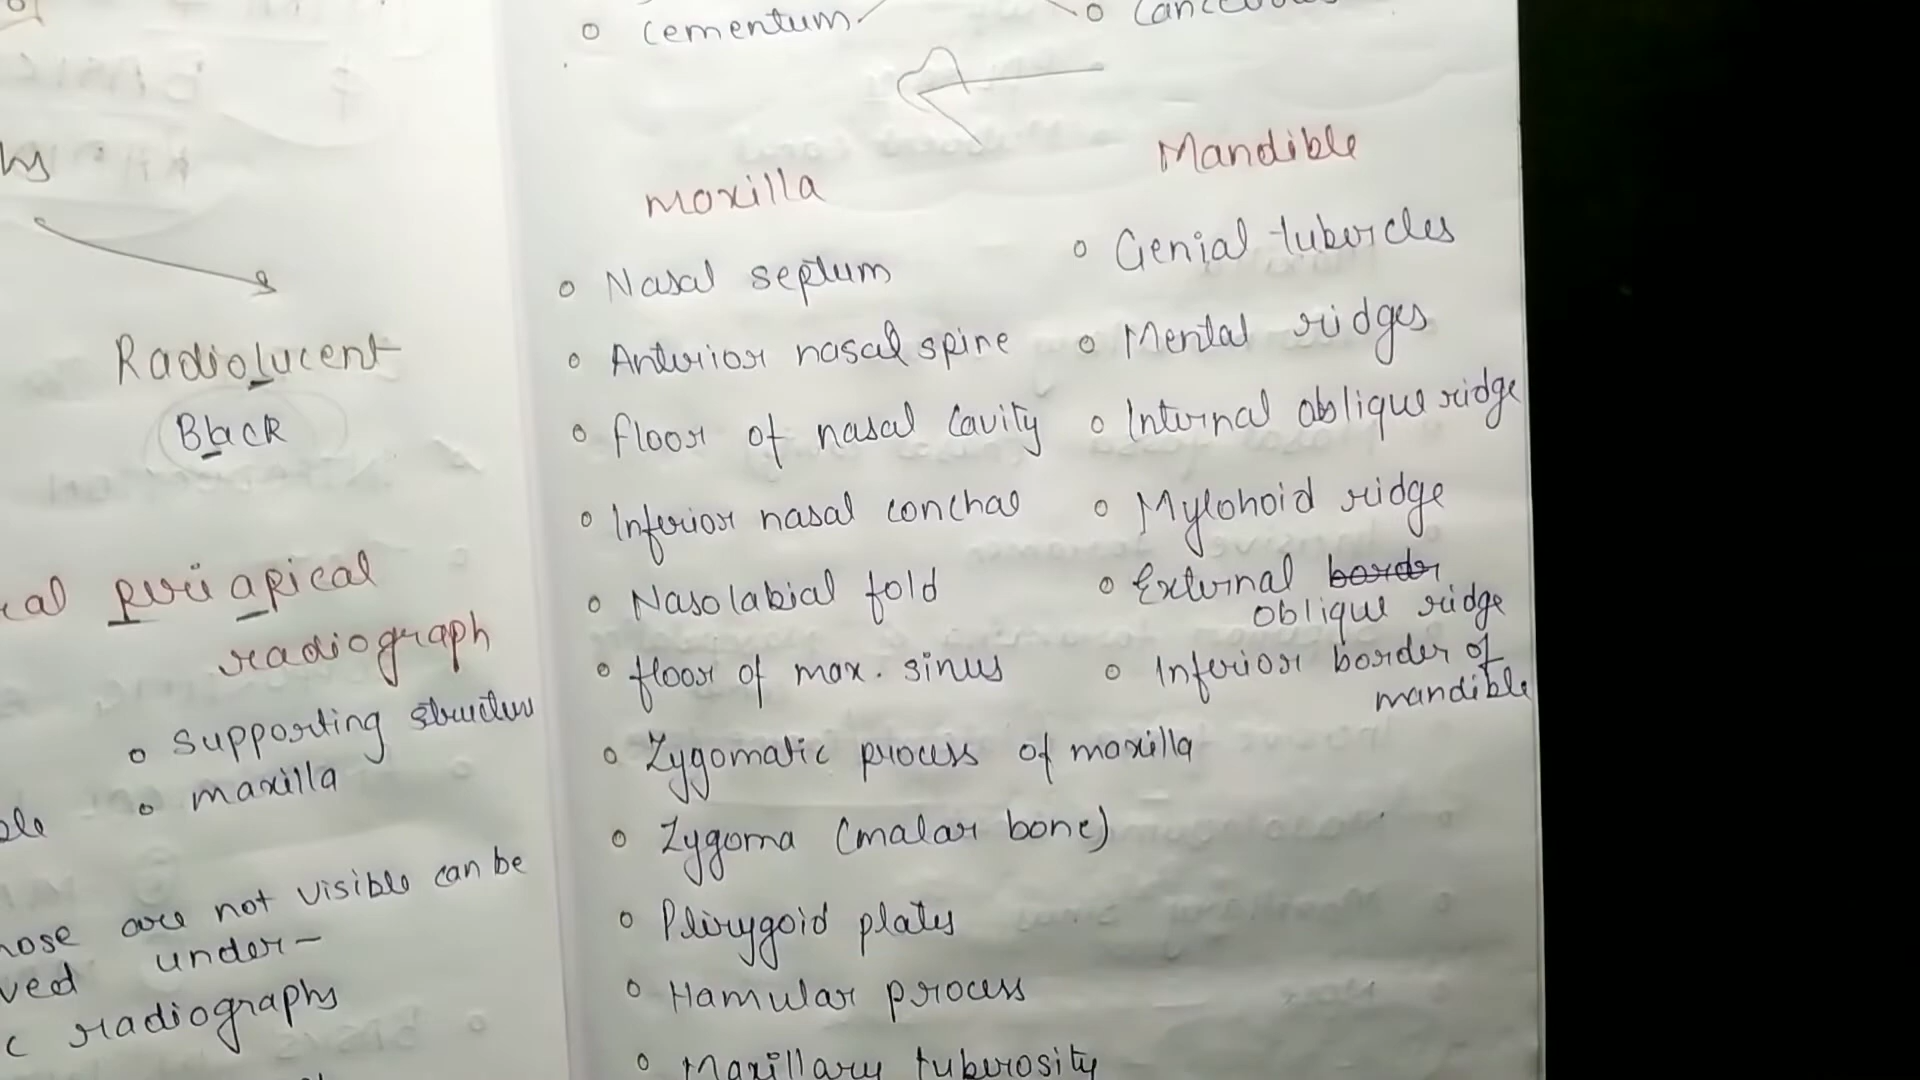 cementum
hy
Radiolucent
Black
periapical
radiograph
supporting
maxilla
are not visible can be
under-
radiographs
Maxilla
Nasal septum
Anterior nasal spine
floor of nasal cavity
Inferior nasal conchae
Nasolabial fold
floor of max. sinus
Zygomatic process of maxilla
Zygoma (malar bone)
Pterygoid plates
Hamular process
Maxillary tuberosity
Mandible
Genial tubercles
Mental ridges
Internal oblique ridge
Mylohoid ridge
External border
oblique ridge
Inferior border of
mandible